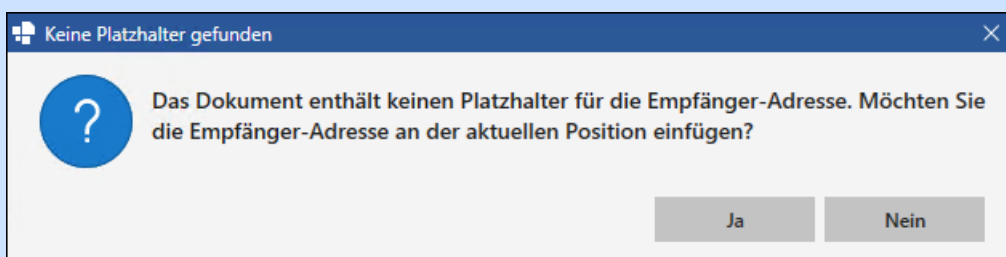 Keine Platzhalter gefunden
?
Das Dokument enthält keinen Platzhalter für die Empfänger-Adresse. Möchten Sie
die Empfänger-Adresse an der aktuellen Position einfügen?
Ja Nein